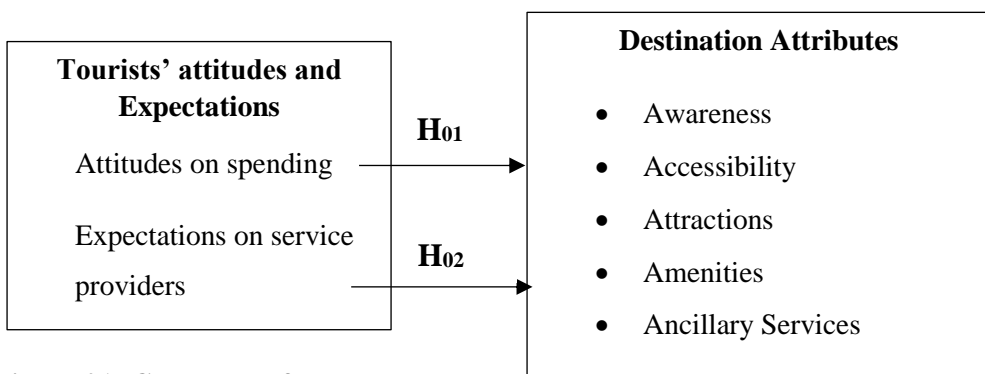 Tourists’ attitudes and
Expectations
Attitudes on spending
Expectations on service
providers
H01
H02
Destination Attributes
• Awareness
• Accessibility
• Attractions
• Amenities
• Ancillary Services